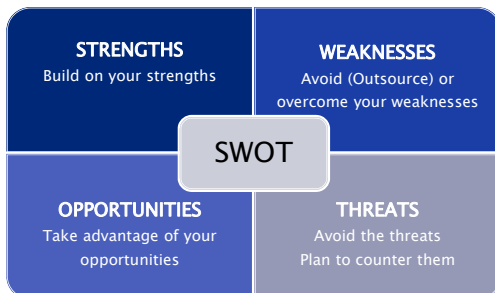 STRENGTHS
Build on your strengths
WEAKNESSES
Avoid (Outsource) or
overcome your weaknesses
SWOT
OPPORTUNITIES
Take advantage of your
opportunities
THREATS
Avoid the threats
Plan to counter them